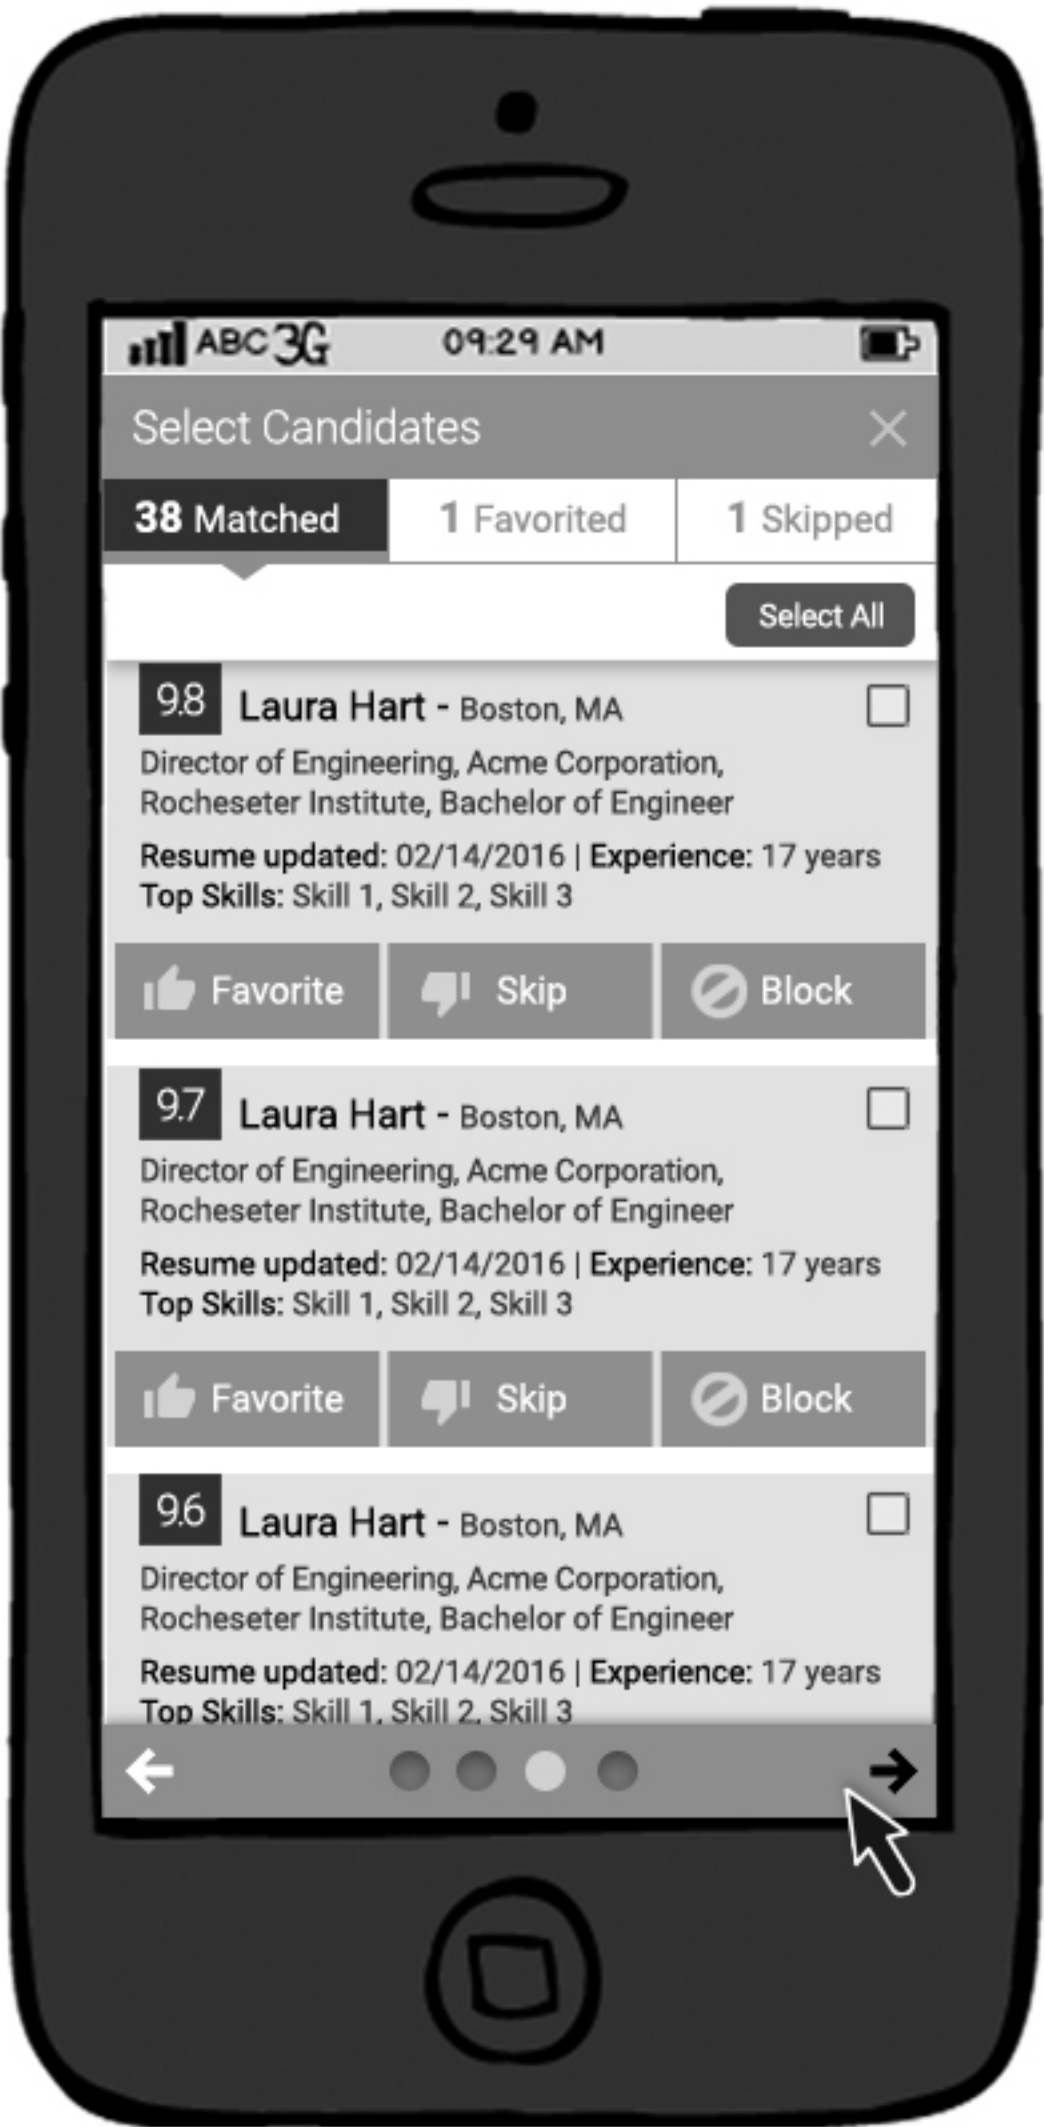 ABC 3G 09:29 AM
Select Candidates
38 Matched 1 Favorited 1 Skipped
Select All
9.8 Laura Hart - Boston, MA
Director of Engineering, Acme Corporation,
Rocheseter Institute, Bachelor of Engineer
Resume updated: 02/14/2016 | Experience: 17 years
Top Skills: Skill 1, Skill 2, Skill 3
Favorite Skip Block
9.7 Laura Hart - Boston, MA
Director of Engineering, Acme Corporation,
Rocheseter Institute, Bachelor of Engineer
Resume updated: 02/14/2016 | Experience: 17 years
Top Skills: Skill 1, Skill 2, Skill 3
Favorite Skip Block
9.6 Laura Hart - Boston, MA
Director of Engineering, Acme Corporation,
Rocheseter Institute, Bachelor of Engineer
Resume updated: 02/14/2016 | Experience: 17 years
Top Skills: Skill 1, Skill 2, Skill 3